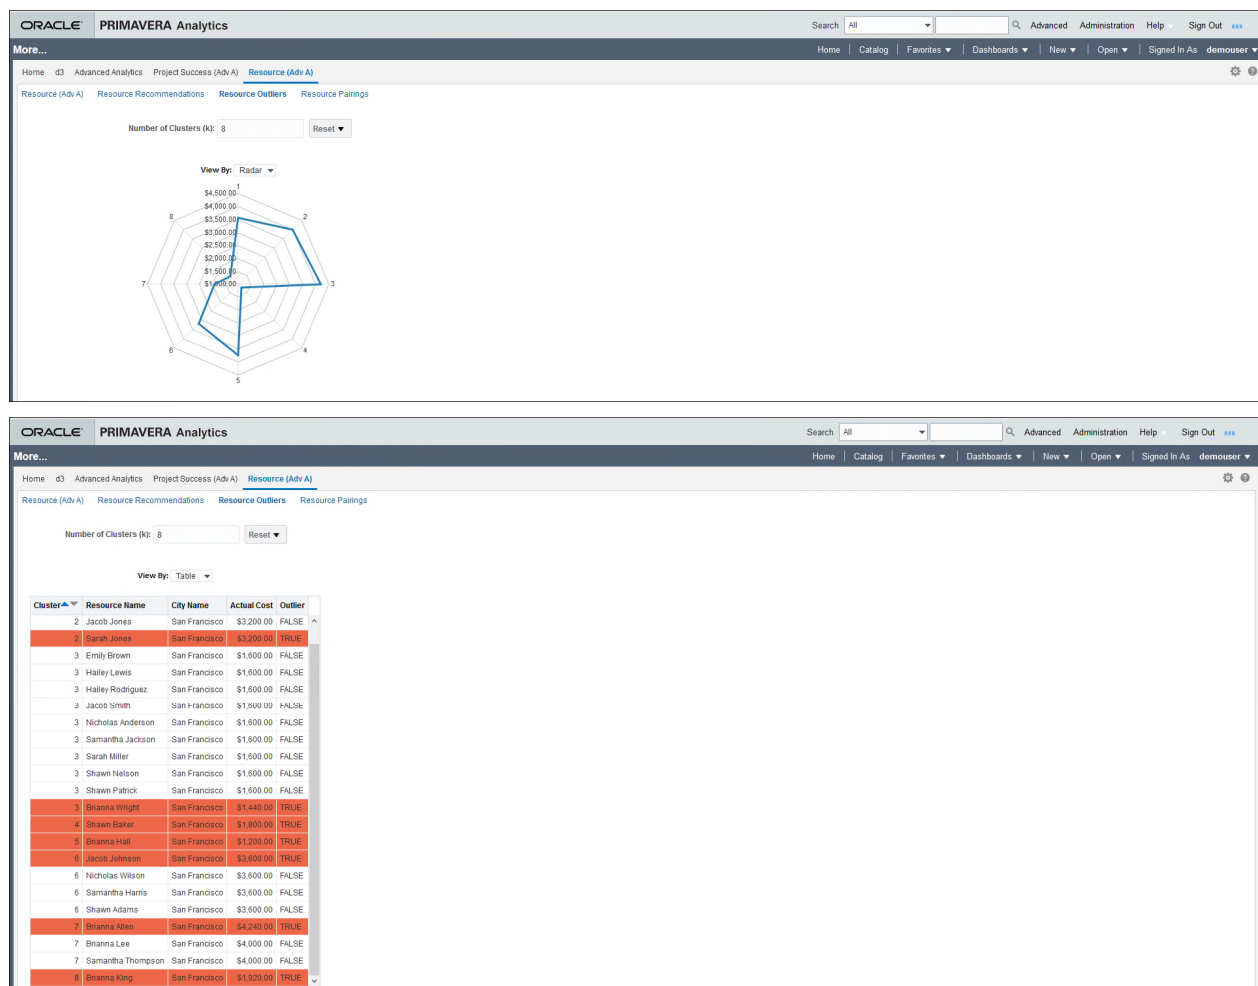 ORACLE PRIMAVERA Analytics Search All Advanced Administration Help Sign Out
More... Home Catalog Favorites Dashboards New Open Signed In As demouser
Home d3 Advanced Analytics Project Success (Adv A) Resource (Adv A)
Resource (Adv A) Resource Recommendations Resource Outliers Resource Pairings
Number of Clusters (k): 8 Reset
View By: Radar
1
$4,500.00
$4,000.00
8 $3,500.00 2
$3,000.00
$2,500.00
$2,000.00
$1,500.00
7 $1,000.00 3
6 4
5
ORACLE PRIMAVERA Analytics Search All Advanced Administration Help Sign Out
More... Home Catalog Favorites Dashboards New Open Signed In As demouser
Home d3 Advanced Analytics Project Success (Adv A) Resource (Adv A)
Resource (Adv A) Resource Recommendations Resource Outliers Resource Pairings
Number of Clusters (k): 8 Reset
View By: Table
Cluster Resource Name City Name Actual Cost Outlier
2 Jacob Jones San Francisco $3,200.00 FALSE
2 Sarah Jones San Francisco $3,200.00 TRUE
3 Emily Brown San Francisco $1,600.00 FALSE
3 Hailey Lewis San Francisco $1,600.00 FALSE
3 Hailey Rodriguez San Francisco $1,600.00 FALSE
3 Jacob Smith San Francisco $1,600.00 FALSE
3 Nicholas Anderson San Francisco $1,600.00 FALSE
3 Samantha Jackson San Francisco $1,600.00 FALSE
3 Sarah Miller San Francisco $1,600.00 FALSE
3 Shawn Nelson San Francisco $1,600.00 FALSE
3 Shawn Patrick San Francisco $1,600.00 FALSE
3 Brianna Wright San Francisco $1,440.00 TRUE
4 Shawn Baker San Francisco $1,800.00 TRUE
5 Brianna Hall San Francisco $1,200.00 TRUE
6 Jacob Johnson San Francisco $3,600.00 TRUE
6 Nicholas Wilson San Francisco $3,600.00 FALSE
6 Samantha Harris San Francisco $3,600.00 FALSE
6 Shawn Adams San Francisco $3,600.00 FALSE
7 Brianna Allen San Francisco $4,240.00 TRUE
7 Brianna Lee San Francisco $4,000.00 FALSE
7 Samantha Thompson San Francisco $4,000.00 FALSE
8 Brianna King San Francisco $1,920.00 TRUE